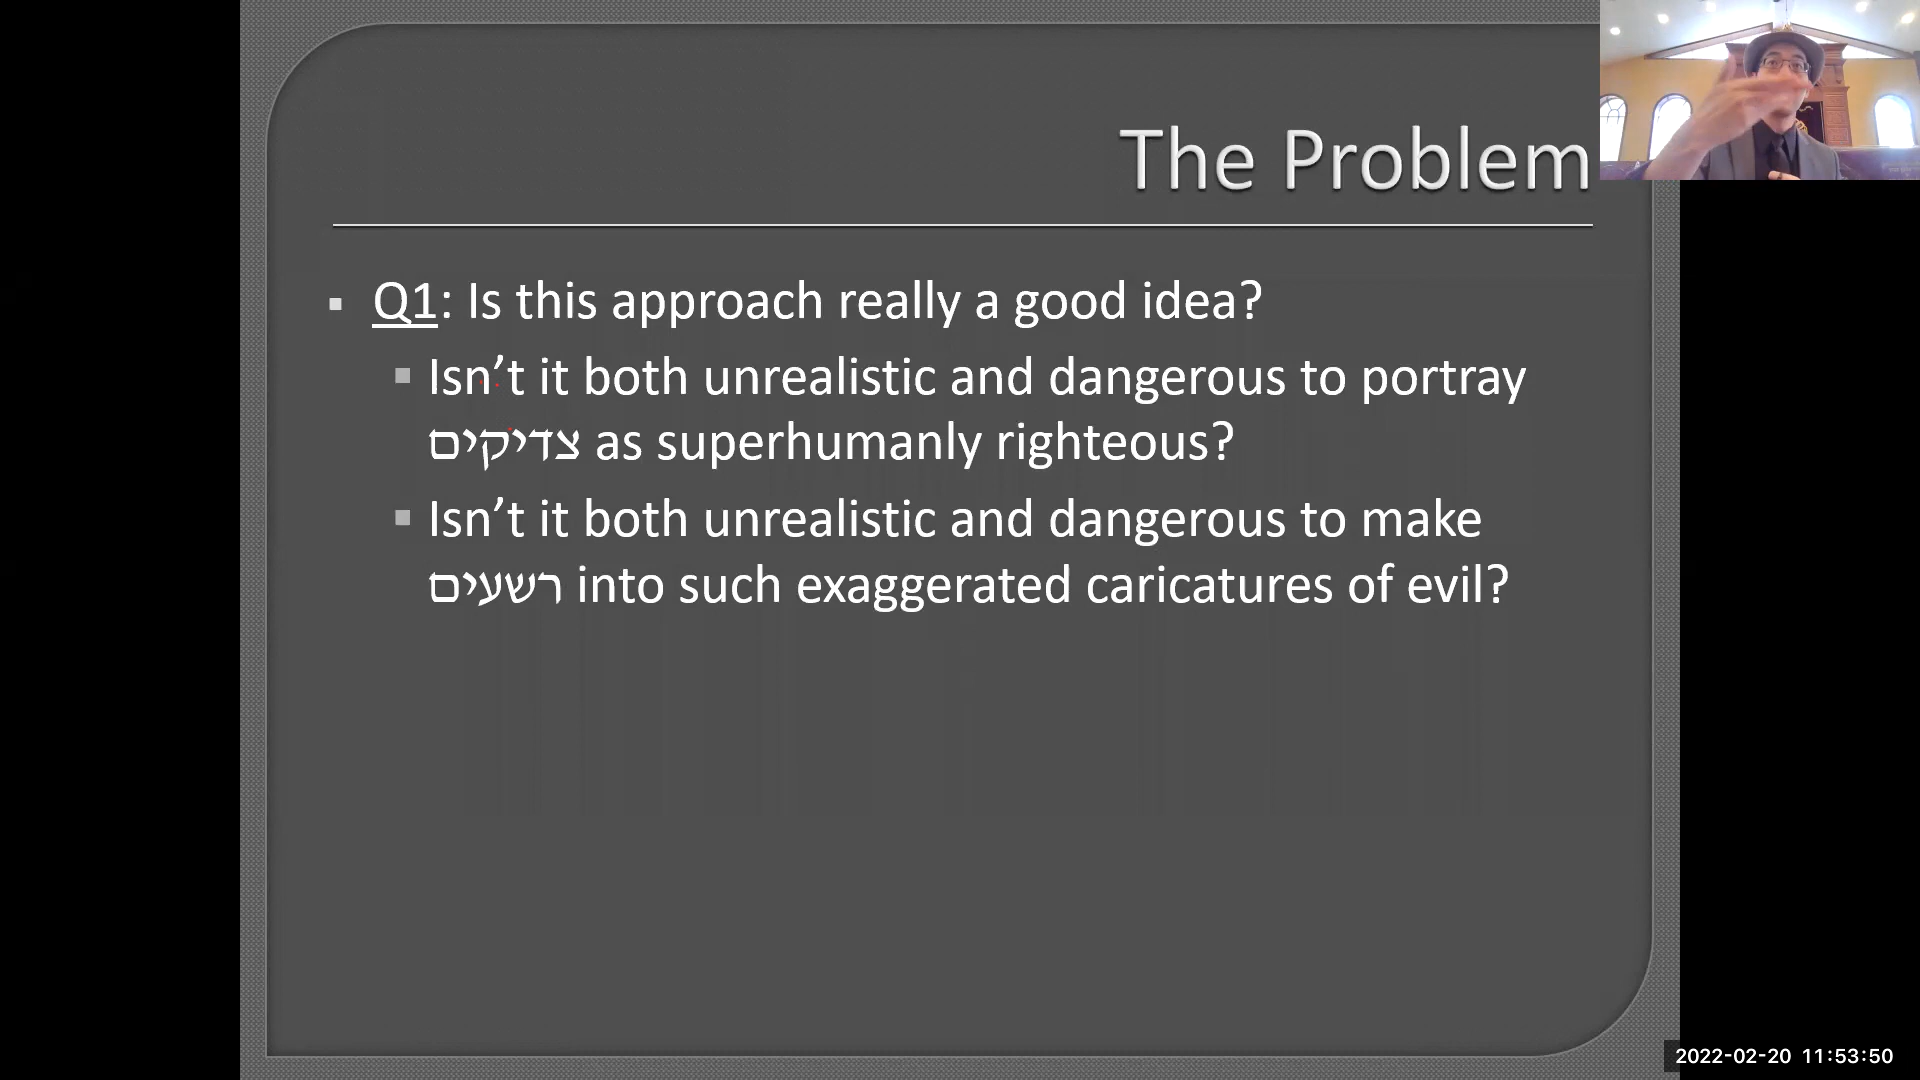 The Problem
Q1: Is this approach really a good idea?
Isn’t it both unrealistic and dangerous to portray
צדיקים as superhumanly righteous?
Isn’t it both unrealistic and dangerous to make
רשעים into such exaggerated caricatures of evil?
2022-02-20 11:53:50